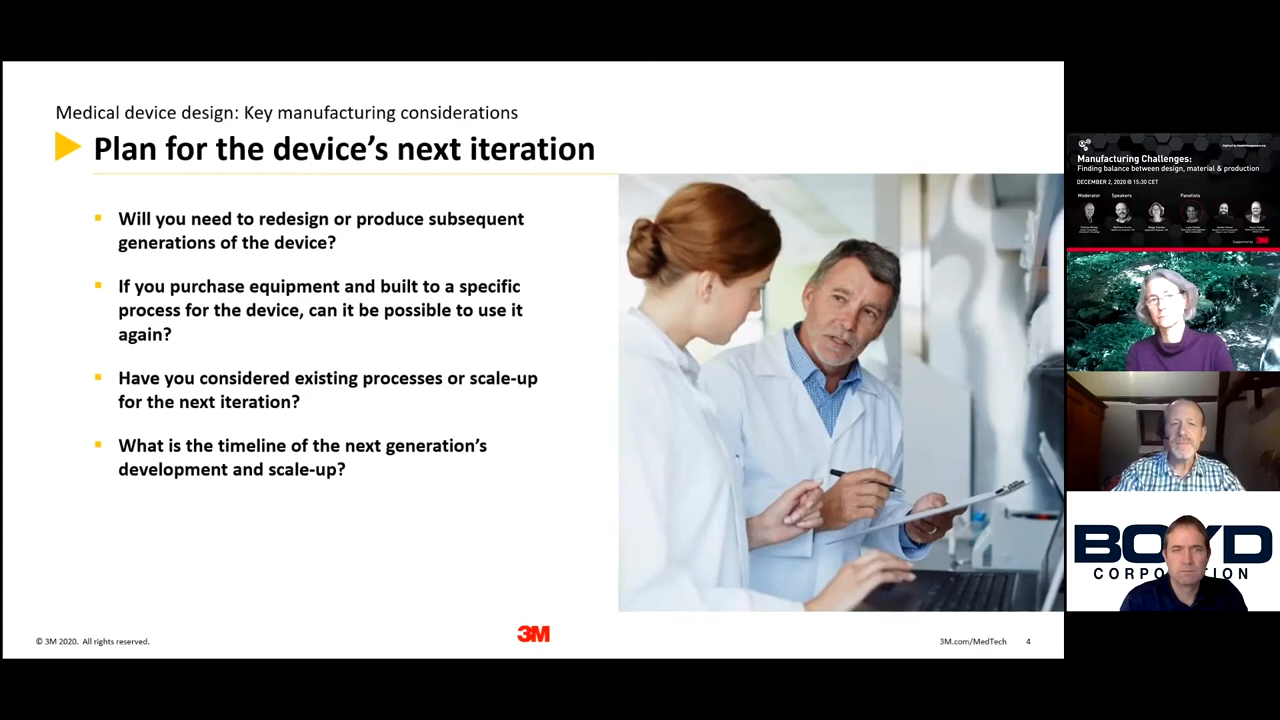 Medical device design: Key manufacturing considerations
Plan for the device's next iteration
Will you need to redesign or produce subsequent
generations of the device?
If you purchase equipment and built to a specific
process for the device, can it be possible to use it
again?
Have you considered existing processes or scale-up
for the next iteration?
What is the timeline of the next generation's
development and scale-up?
© 3M 2020. All rights reserved.
3M
3M.com/MedTech 4
Manufacturing Challenges:
Finding balance between design, material & production
DECEMBER 2, 2020 @ 15:30 CET
Moderator Speakers Panelists
Supported by 3M
BOYD
CORPO TION